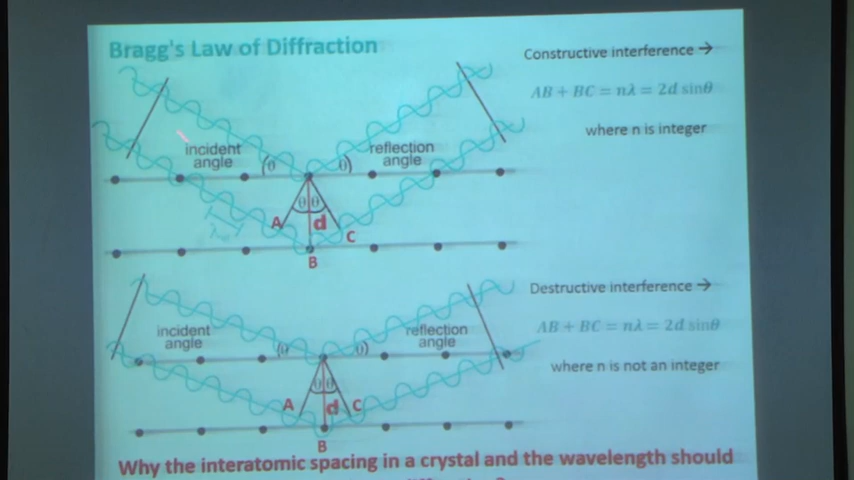 Bragg's Law of Diffraction
Constructive interference →
AB + BC = nλ = 2d sinθ
where n is integer
incident
angle
reflection
angle
(θ
θ)
θ θ
A
d
C
B
Destructive interference →
AB + BC = nλ = 2d sinθ
where n is not an integer
incident
angle
reflection
angle
(θ
θ)
θ θ
A
d
C
B
Why the interatomic spacing in a crystal and the wavelength should